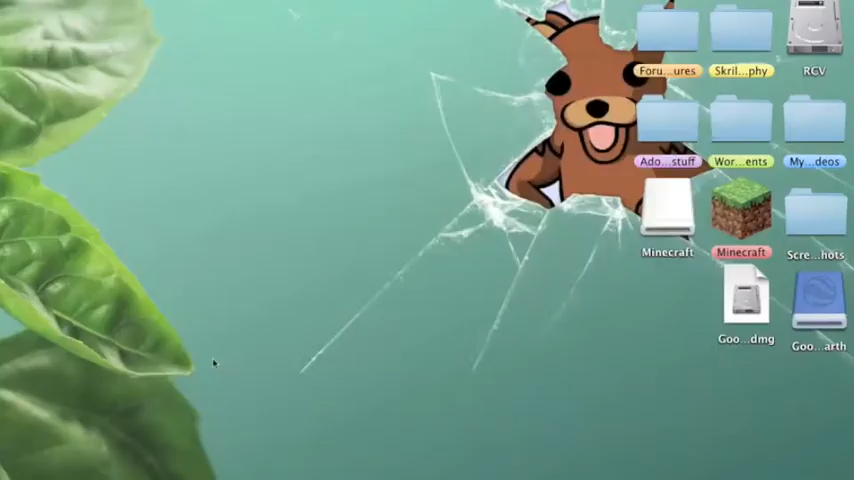 Foru...ures
Skril...phy
RCV
Ado...stuff
Wor...ents
My...deos
Minecraft
Minecraft
Scre...hots
Goo...dmg
Goo...arth